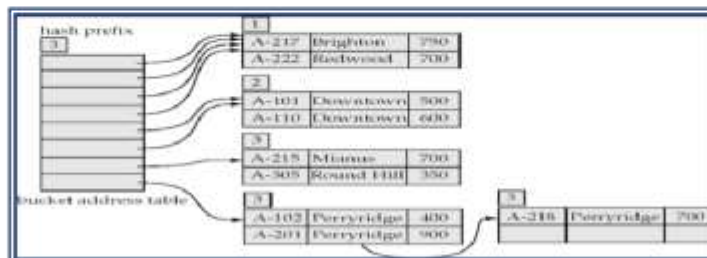 hash prefix
1
3
A-217 Brighton 750
A-222 Redwood 700
2
A-101 Downtown 500
A-110 Downtown 600
3
A-215 Mianus 700
A-305 Round Hill 350
bucket address table
3
3
A-102 Perryridge 400
A-218 Perryridge 700
A-201 Perryridge 900